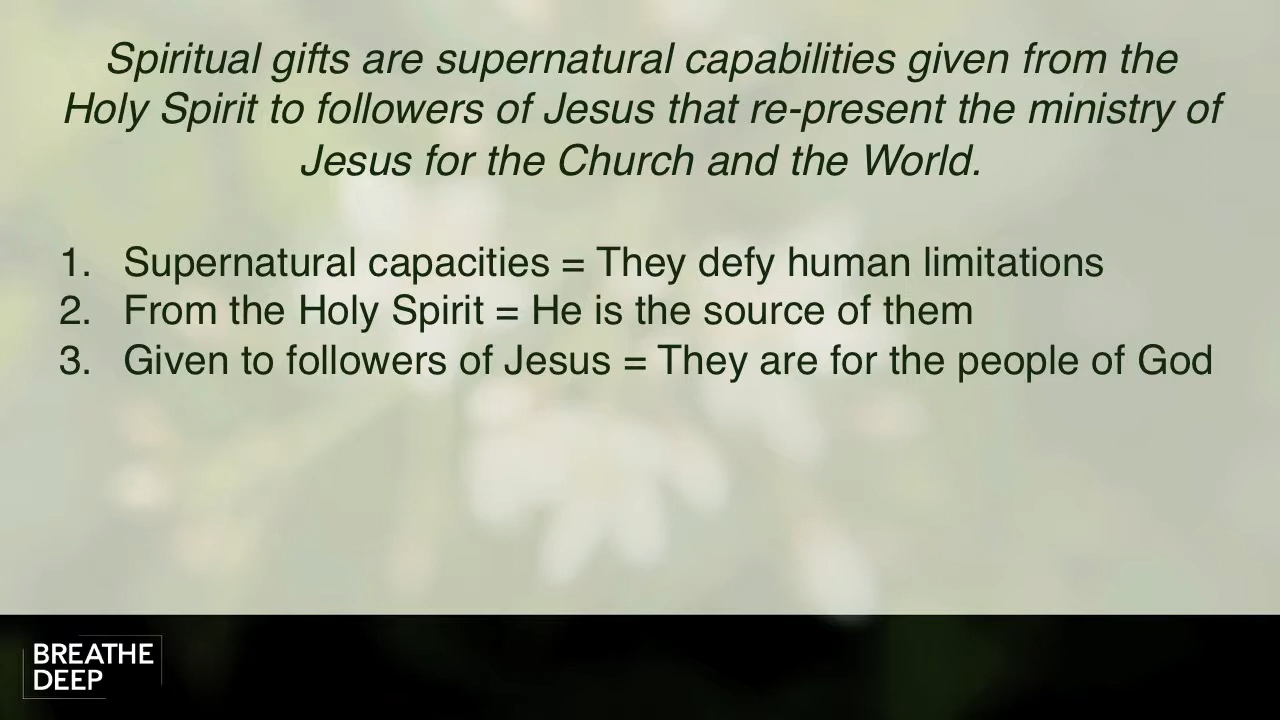 Spiritual gifts are supernatural capabilities given from the
Holy Spirit to followers of Jesus that re-present the ministry of
Jesus for the Church and the World.
1. Supernatural capacities = They defy human limitations
2. From the Holy Spirit = He is the source of them
3. Given to followers of Jesus = They are for the people of God
BREATHE
DEEP